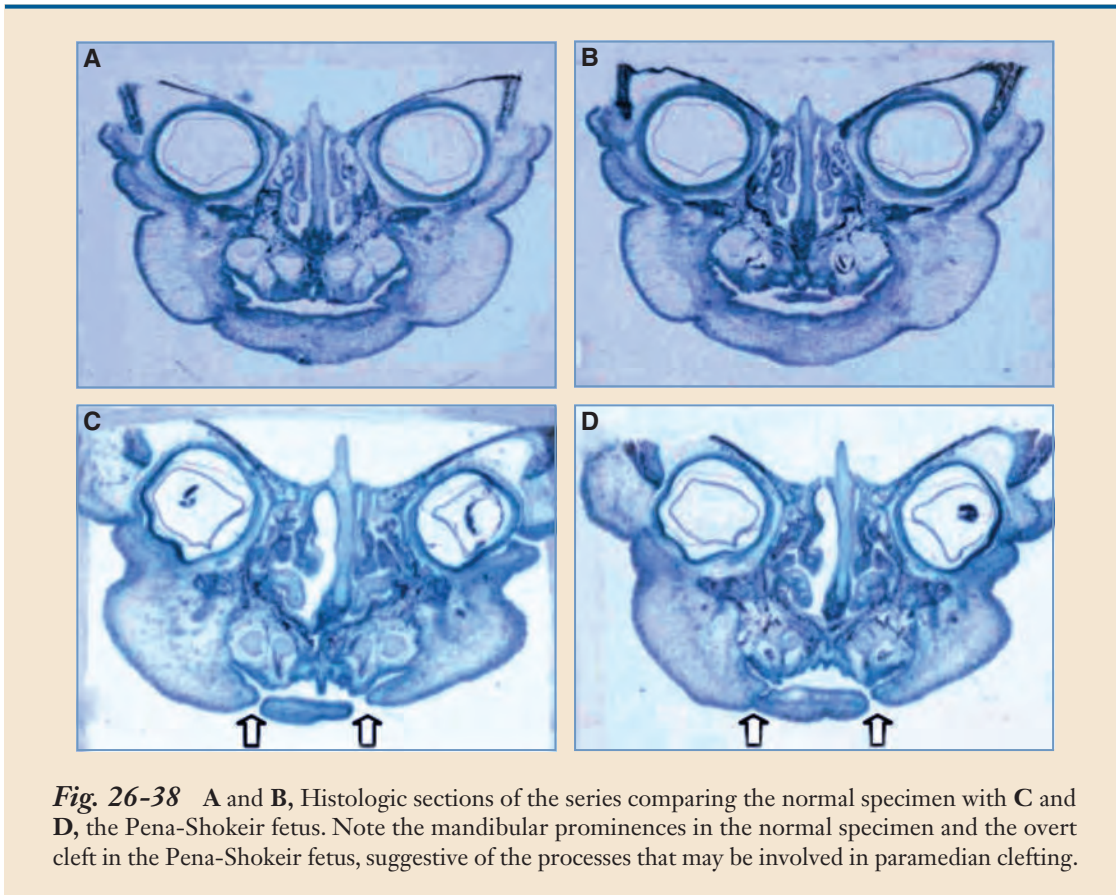 A
B
C
D
Fig. 26-38 A and B, Histologic sections of the series comparing the normal specimen with C and
D, the Pena-Shokeir fetus. Note the mandibular prominences in the normal specimen and the overt
cleft in the Pena-Shokeir fetus, suggestive of the processes that may be involved in paramedian clefting.